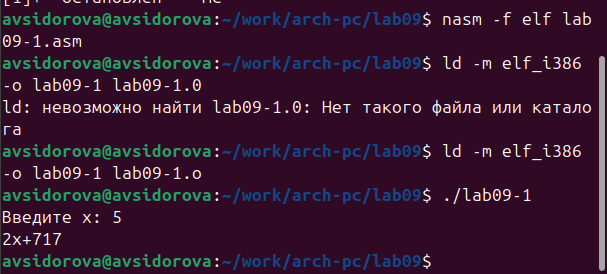 avsidorova@avsidorova:~/work/arch-pc/lab09$ nasm -f elf lab
09-1.asm
avsidorova@avsidorova:~/work/arch-pc/lab09$ ld -m elf_i386
-o lab09-1 lab09-1.0
ld: невозможно найти lab09-1.0: Нет такого файла или катало
га
avsidorova@avsidorova:~/work/arch-pc/lab09$ ld -m elf_i386
-o lab09-1 lab09-1.o
avsidorova@avsidorova:~/work/arch-pc/lab09$ ./lab09-1
Введите x: 5
2x+717
avsidorova@avsidorova:~/work/arch-pc/lab09$